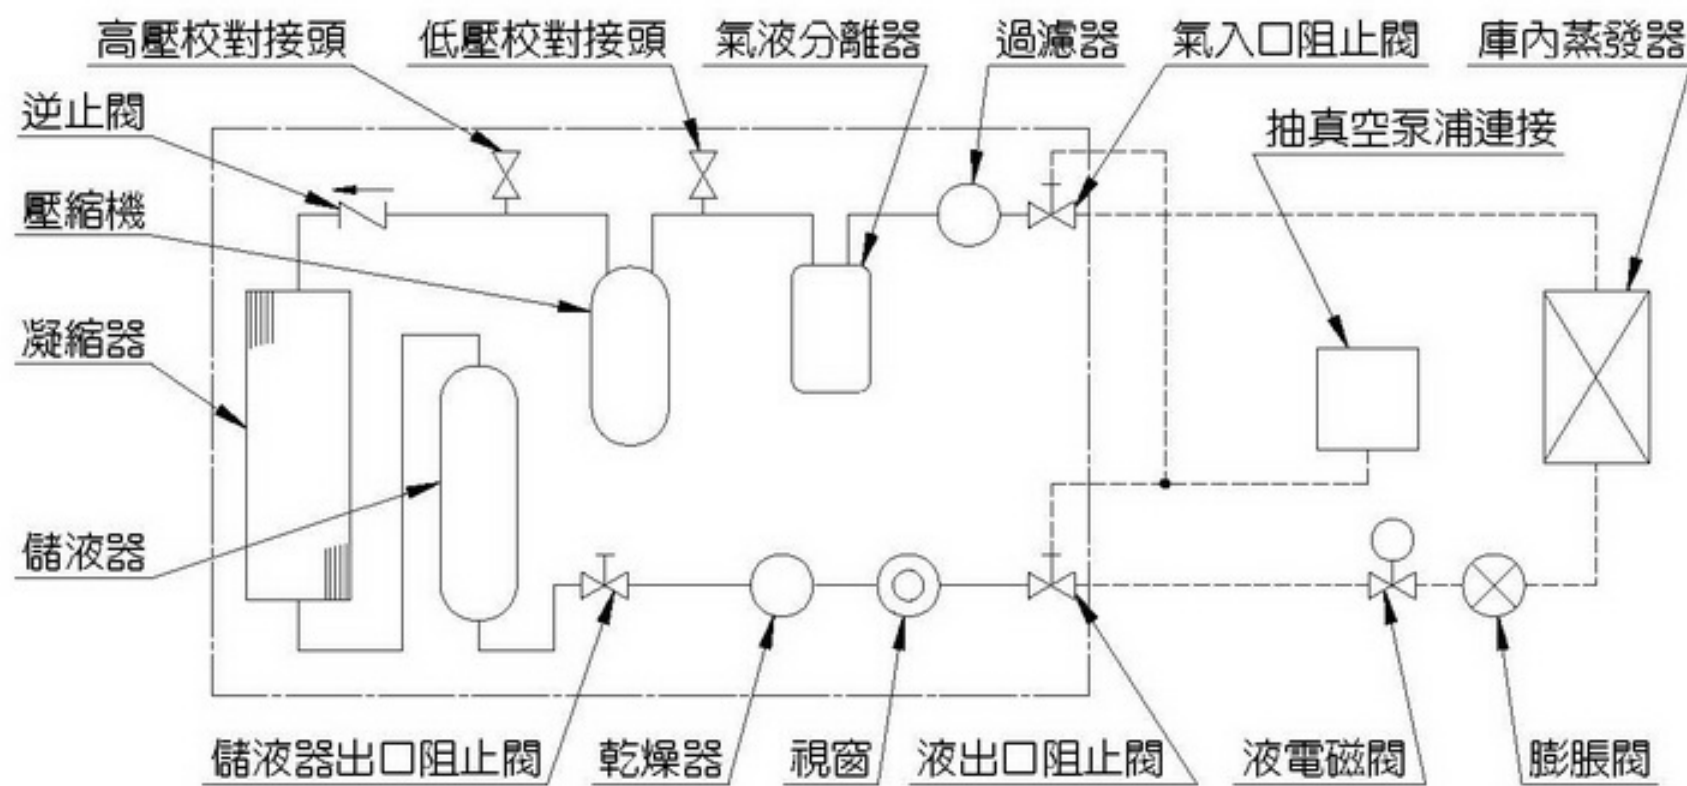 高壓校對接頭
低壓校對接頭
氣液分離器
過濾器
氣入口阻止閥
庫內蒸發器
逆止閥
抽真空泵浦連接
壓縮機
凝縮器
儲液器
儲液器出口阻止閥
乾燥器
視窗
液出口阻止閥
液電磁閥
膨脹閥